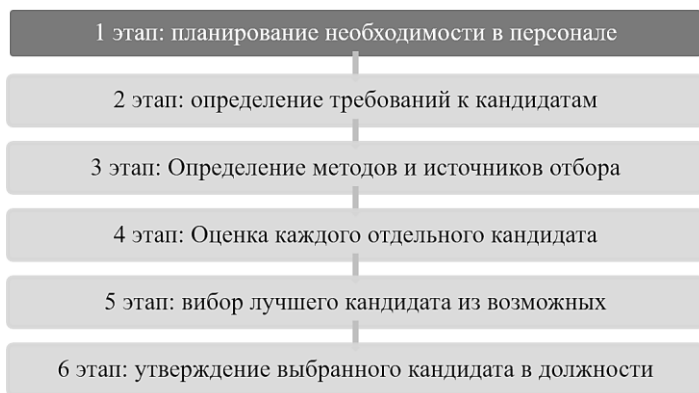 1 этап: планирование необходимости в персонале
2 этап: определение требований к кандидатам
3 этап: Определение методов и источников отбора
4 этап: Оценка каждого отдельного кандидата
5 этап: вибор лучшего кандидата из возможных
6 этап: утверждение выбранного кандидата в должности